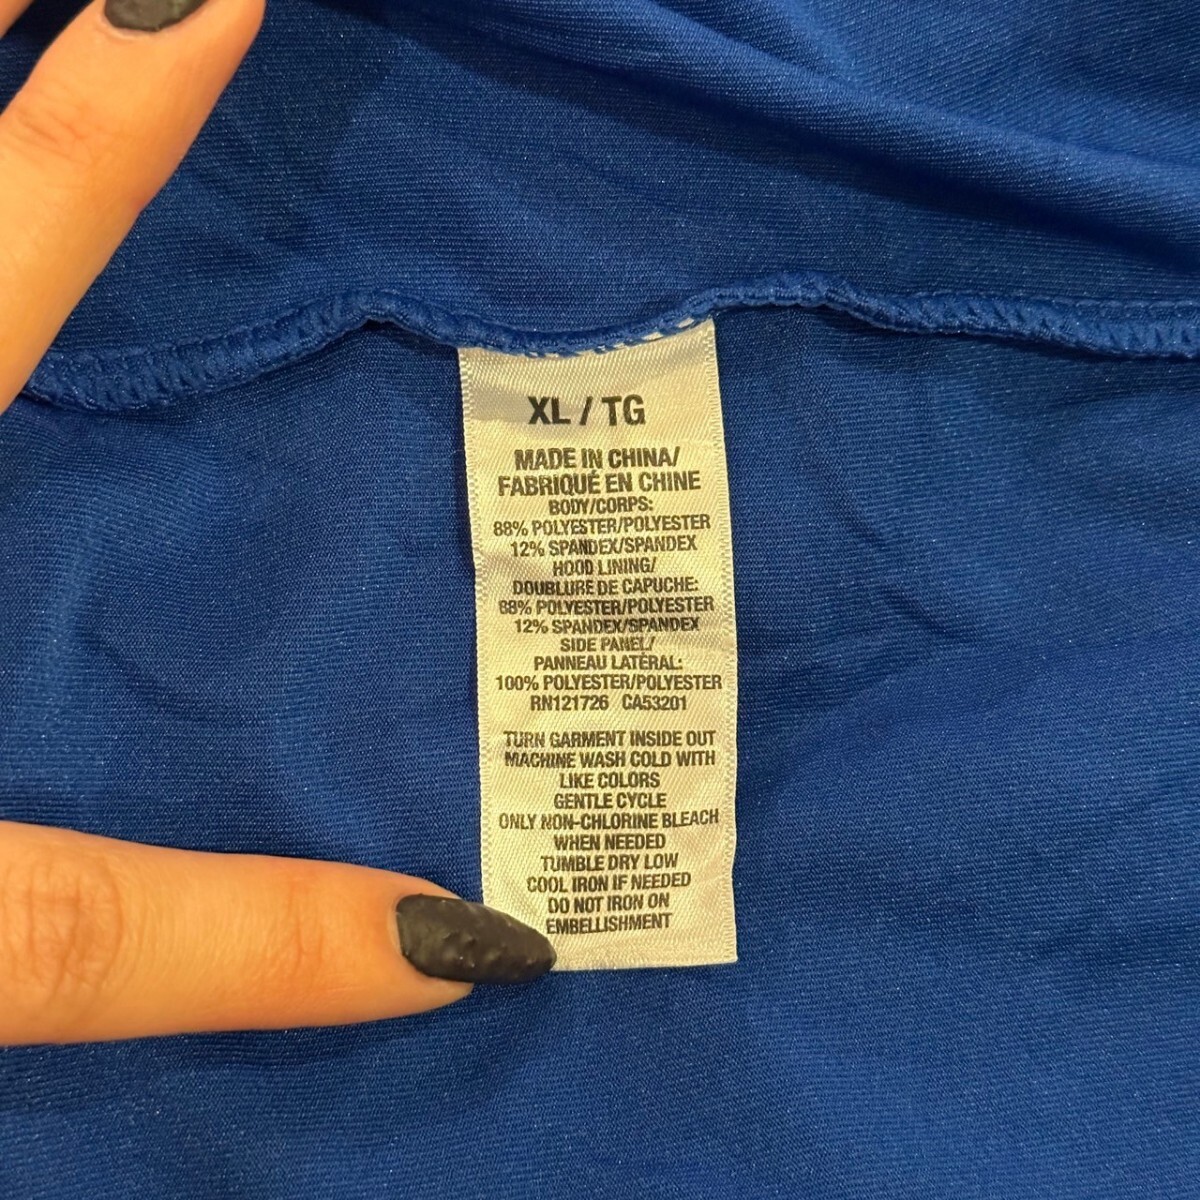 XL / TG
MADE IN CHINA/
FABRIQUÉ EN CHINE
BODY/CORPS:
88% POLYESTER/POLYESTER
12% SPANDEX/SPANDEX
HOOD LINING/
DOUBLURE DE CAPUCHE:
88% POLYESTER/POLYESTER
12% SPANDEX/SPANDEX
SIDE PANEL/
PANNEAU LATÉRAL:
100% POLYESTER/POLYESTER
RN121726 CA53201
TURN GARMENT INSIDE OUT
MACHINE WASH COLD WITH
LIKE COLORS
GENTLE CYCLE
ONLY NON-CHLORINE BLEACH
WHEN NEEDED
TUMBLE DRY LOW
COOL IRON IF NEEDED
DO NOT IRON ON
EMBELLISHMENT